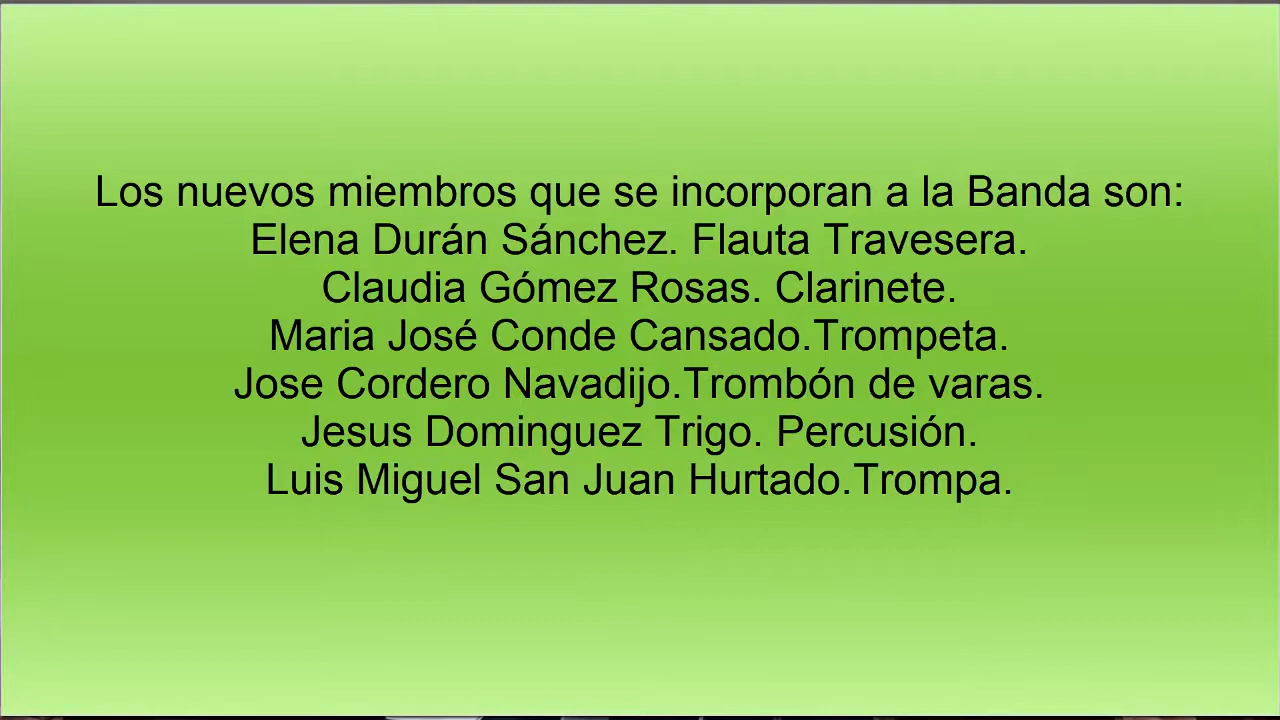 Los nuevos miembros que se incorporan a la Banda son:
Elena Durán Sánchez. Flauta Travesera.
Claudia Gómez Rosas. Clarinete.
Maria José Conde Cansado.Trompeta.
Jose Cordero Navadijo.Trombón de varas.
Jesus Dominguez Trigo. Percusión.
Luis Miguel San Juan Hurtado.Trompa.